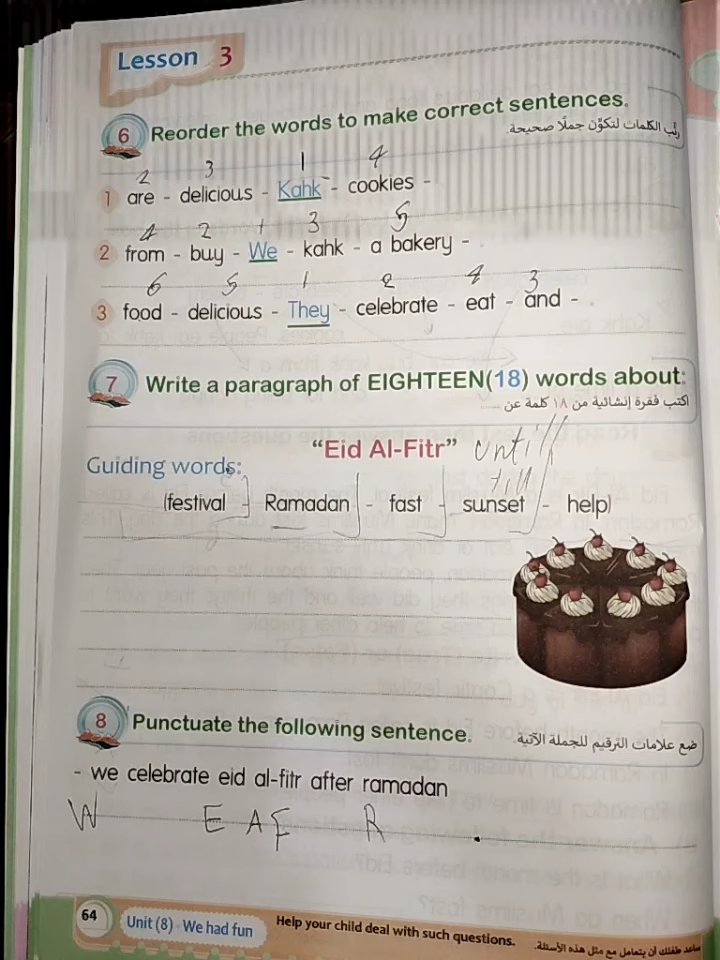 Lesson 3
6 Reorder the words to make correct sentences.
رتب الكلمات لتكوّن جملًا صحيحة.
2 3 1 4
1 are - delicious - Kahk - cookies -
4 2 1 3 5
2 from - buy - We - kahk - a bakery - .
6 5 1 2 4 3
3 food - delicious - They - celebrate - eat - and - .
7 Write a paragraph of EIGHTEEN(18) words about:
اكتب فقرة إنشائية من ١٨ كلمة عن
"Eid Al-Fitr" untill
Guiding words:
till
(festival - Ramadan - fast - sunset - help)
8 Punctuate the following sentence.
ضع علامات الترقيم للجملة الآتية.
- we celebrate eid al-fitr after ramadan
W E A F R .
64 Unit (8) - We had fun Help your child deal with such questions. ساعد طفلك أن يتعامل مع مثل هذه الأسئلة.